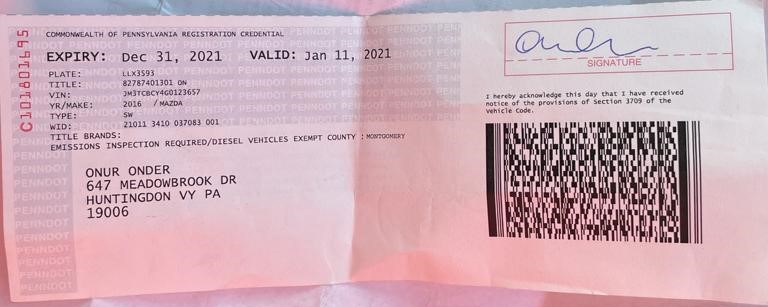 COMMONWEALTH OF PENNSYLVANIA REGISTRATION CREDENTIAL
EXPIRY: Dec 31, 2021 VALID: Jan 11, 2021
PLATE: LLX3593
TITLE: 82787401301 ON
VIN: JM3TCBCY4G0123657
YR/MAKE: 2016 / MAZDA
TYPE: SW
WID: 21011 3410 037083 001
TITLE BRANDS:
EMISSIONS INSPECTION REQUIRED/DIESEL VEHICLES EXEMPT COUNTY : MONTGOMERY
ONUR ONDER
647 MEADOWBROOK DR
HUNTINGDON VY PA
19006
C101801695
SIGNATURE
I hereby acknowledge this day that I have received
notice of the provisions of Section 3709 of the
Vehicle Code.
PENNDOT